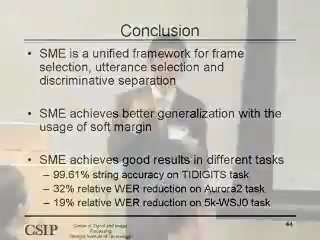 Conclusion
• SME is a unified framework for frame
selection, utterance selection and
discriminative separation
• SME achieves better generalization with the
usage of soft margin
• SME achieves good results in different tasks
– 99.61% string accuracy on TIDIGITS task
– 32% relative WER reduction on Aurora2 task
– 19% relative WER reduction on 5k-WSJ0 task
CSIP
Center of Signal and Image
Processing
Georgia Institute of Technology
44